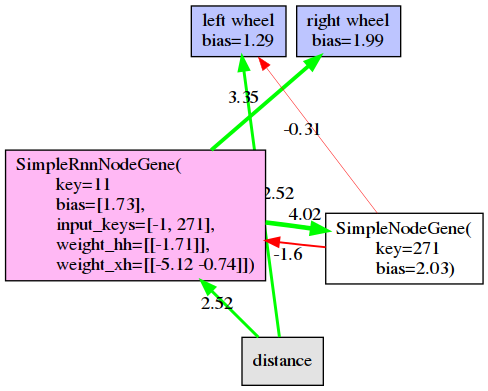 left wheel
bias=1.29
right wheel
bias=1.99
3.35
-0.31
SimpleRnnNodeGene(
key=11
bias=[1.73],
input_keys=[-1, 271],
weight_hh=[[-1.71]],
weight_xh=[[-5.12 -0.74]])
2.52
4.02
-1.6
SimpleNodeGene(
key=271
bias=2.03)
2.52
distance